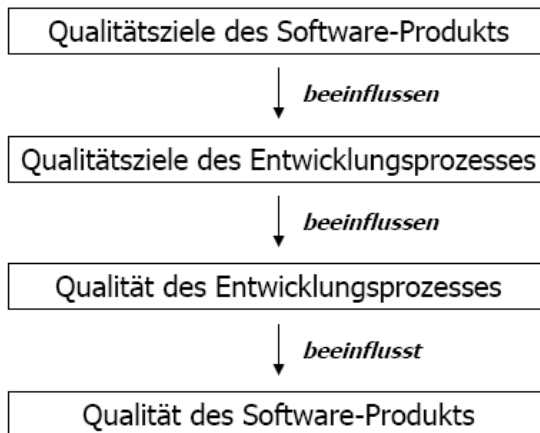 Qualitätsziele des Software-Produkts
beeinflussen
Qualitätsziele des Entwicklungsprozesses
beeinflussen
Qualität des Entwicklungsprozesses
beeinflusst
Qualität des Software-Produkts